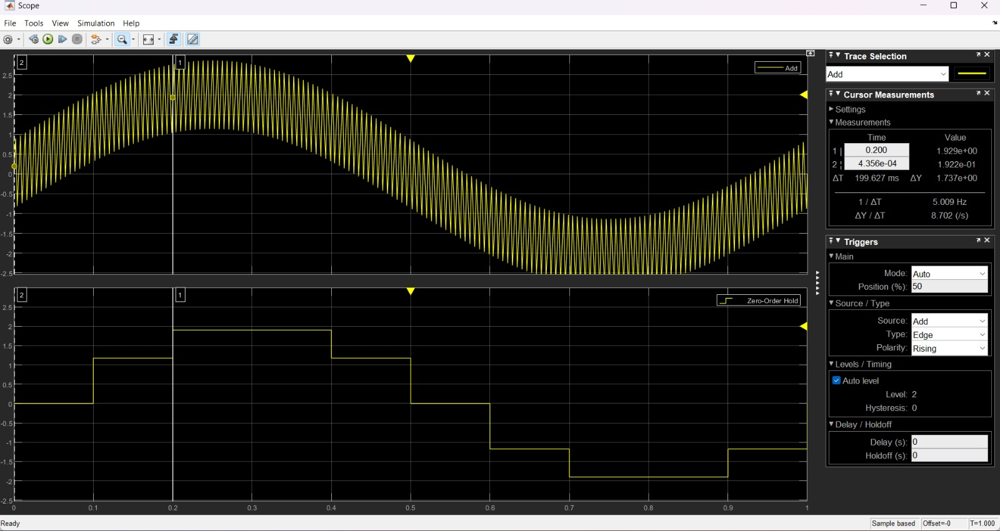 Scope
File Tools View Simulation Help
2
1
Add
2.5
2
1.5
1
0.5
0
-0.5
-1
-1.5
-2
-2.5
2
1
Zero-Order Hold
2.5
2
1.5
1
0.5
0
-0.5
-1
-1.5
-2
-2.5
0 0.1 0.2 0.3 0.4 0.5 0.6 0.7 0.8 0.9 1
Trace Selection
Add
Cursor Measurements
Settings
Measurements
Time Value
1 | 0.200 1.929e+00
2 ¦ 4.356e-04 1.922e-01
ΔT 199.627 ms ΔY 1.737e+00
1 / ΔT 5.009 Hz
ΔY / ΔT 8.702 (/s)
Triggers
Main
Mode: Auto
Position (%): 50
Source / Type
Source: Add
Type: Edge
Polarity: Rising
Levels / Timing
Auto level
Level: 2
Hysteresis: 0
Delay / Holdoff
Delay (s): 0
Holdoff (s): 0
Ready
Sample based Offset=-0 T=1.000